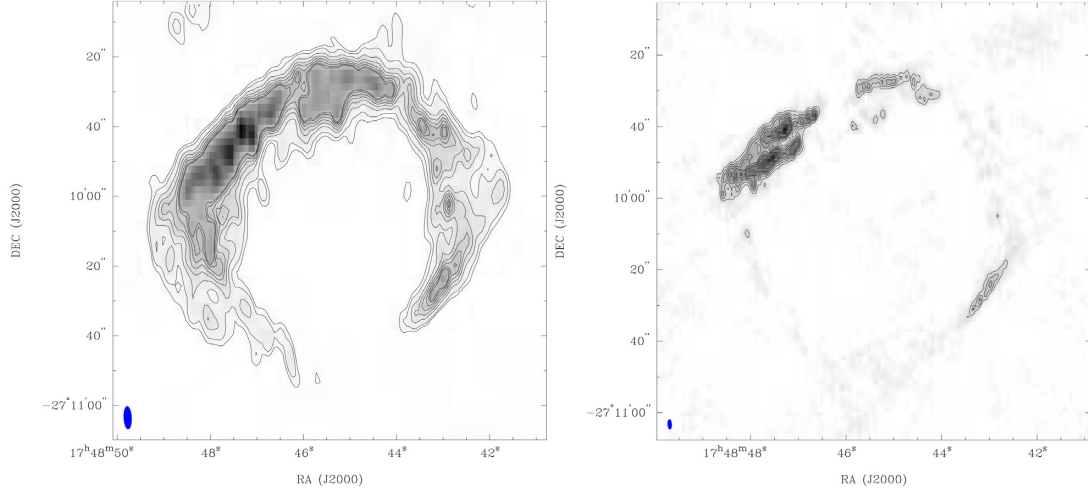 20"
40"
10'00"
20"
40"
−27°11'00"
17ʰ48ᵐ50ˢ
48ˢ
46ˢ
44ˢ
42ˢ
DEC (J2000)
RA (J2000)
20"
40"
10'00"
20"
40"
−27°11'00"
17ʰ48ᵐ48ˢ
46ˢ
44ˢ
42ˢ
DEC (J2000)
RA (J2000)